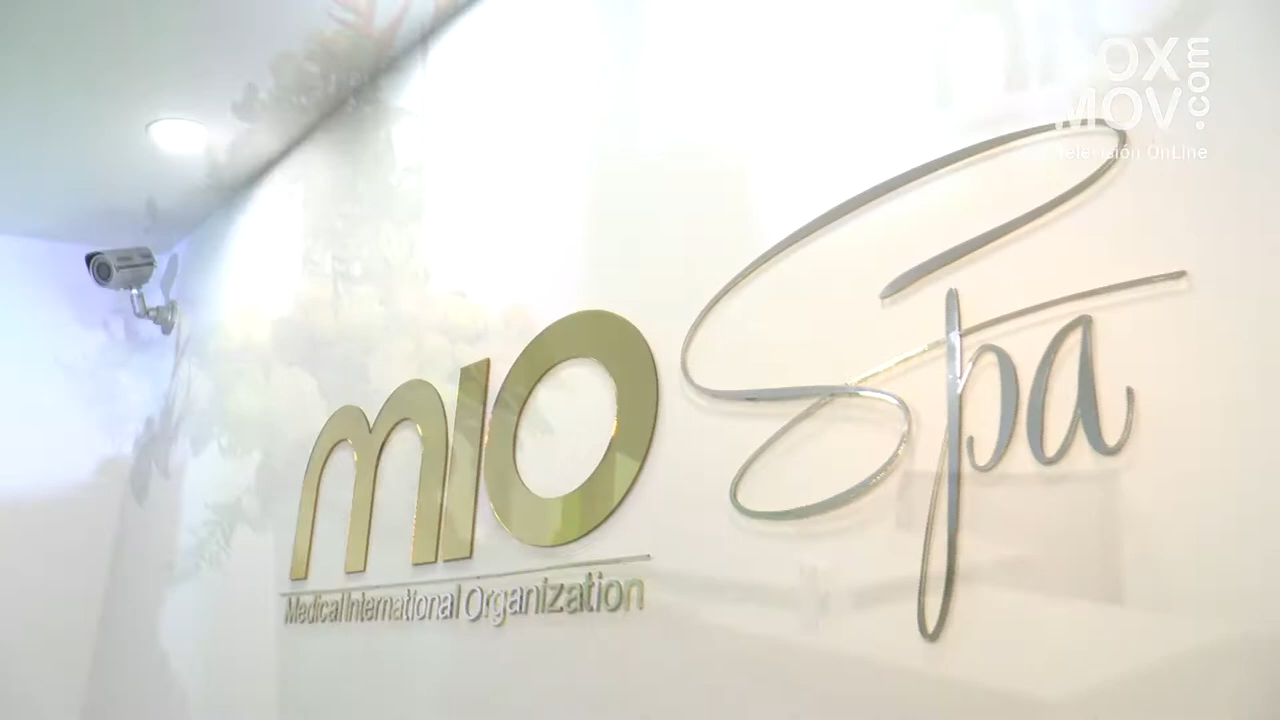 OX
MOV.com
Televisión OnLine
mio Spa
Medical International Organization